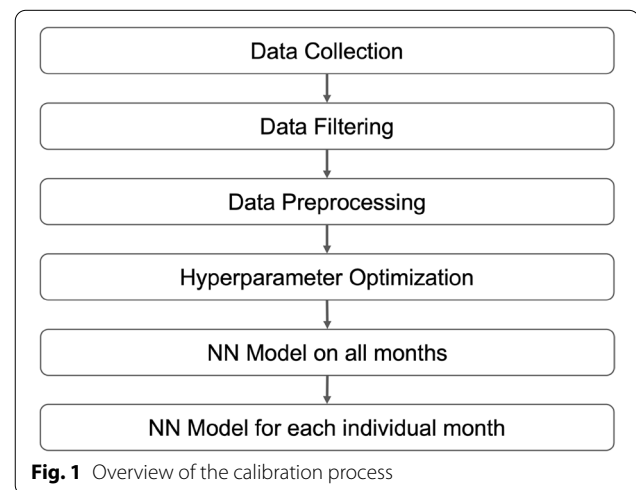 Data Collection
Data Filtering
Data Preprocessing
Hyperparameter Optimization
NN Model on all months
NN Model for each individual month
Fig. 1 Overview of the calibration process